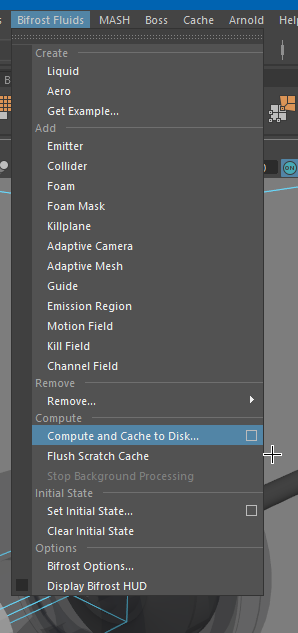 Bifrost Fluids MASH Boss Cache Arnold
Create
Liquid
Aero
Get Example...
Add
Emitter
Collider
Foam
Foam Mask
Killplane
Adaptive Camera
Adaptive Mesh
Guide
Emission Region
Motion Field
Kill Field
Channel Field
Remove
Remove...
Compute
Compute and Cache to Disk...
Flush Scratch Cache
Stop Background Processing
Initial State
Set Initial State...
Clear Initial State
Options
Bifrost Options...
Display Bifrost HUD
ON